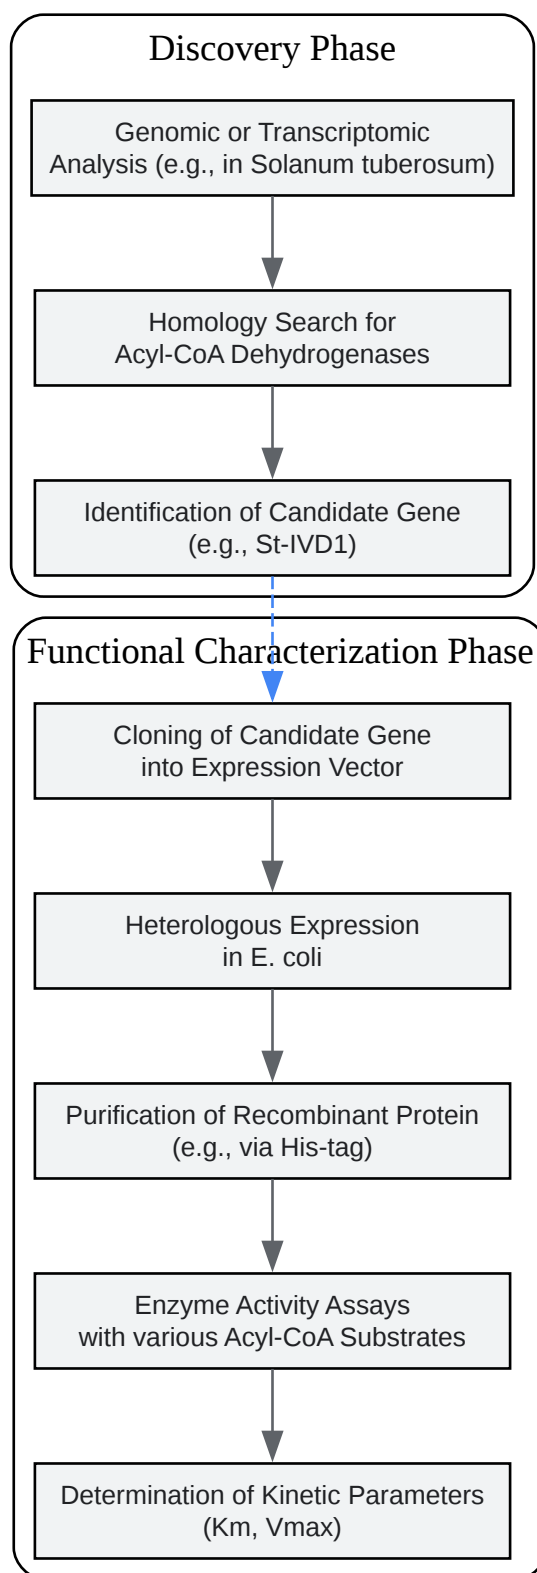 Discovery Phase
Genomic or Transcriptomic
Analysis (e.g., in Solanum tuberosum)
Homology Search for
Acyl-CoA Dehydrogenases
Identification of Candidate Gene
(e.g., St-IVD1)
Functional Characterization Phase
Cloning of Candidate Gene
into Expression Vector
Heterologous Expression
in E. coli
Purification of Recombinant Protein
(e.g., via His-tag)
Enzyme Activity Assays
with various Acyl-CoA Substrates
Determination of Kinetic Parameters
(Km, Vmax)